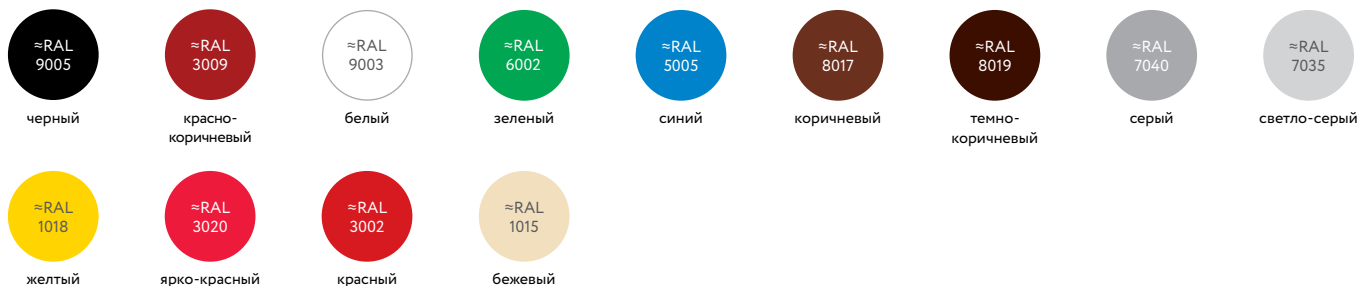 ≈RAL
9005
черный
≈RAL
3009
красно-
коричневый
≈RAL
9003
белый
≈RAL
6002
зеленый
≈RAL
5005
синий
≈RAL
8017
коричневый
≈RAL
8019
темно-
коричневый
≈RAL
7040
серый
≈RAL
7035
светло-серый
≈RAL
1018
желтый
≈RAL
3020
ярко-красный
≈RAL
3002
красный
≈RAL
1015
бежевый